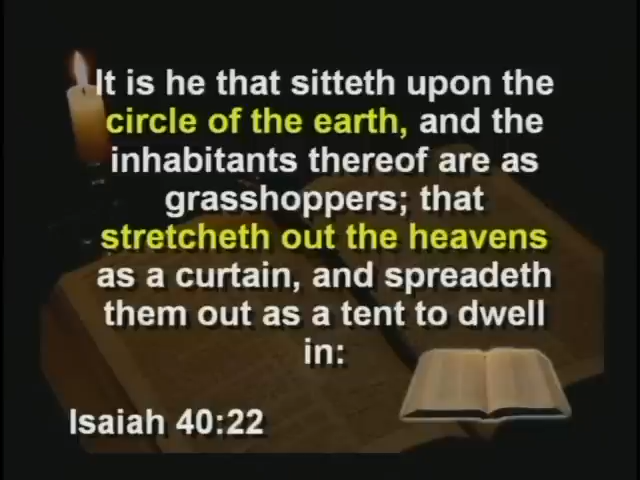 It is he that sitteth upon the
circle of the earth, and the
inhabitants thereof are as
grasshoppers; that
stretcheth out the heavens
as a curtain, and spreadeth
them out as a tent to dwell
in:
Isaiah 40:22